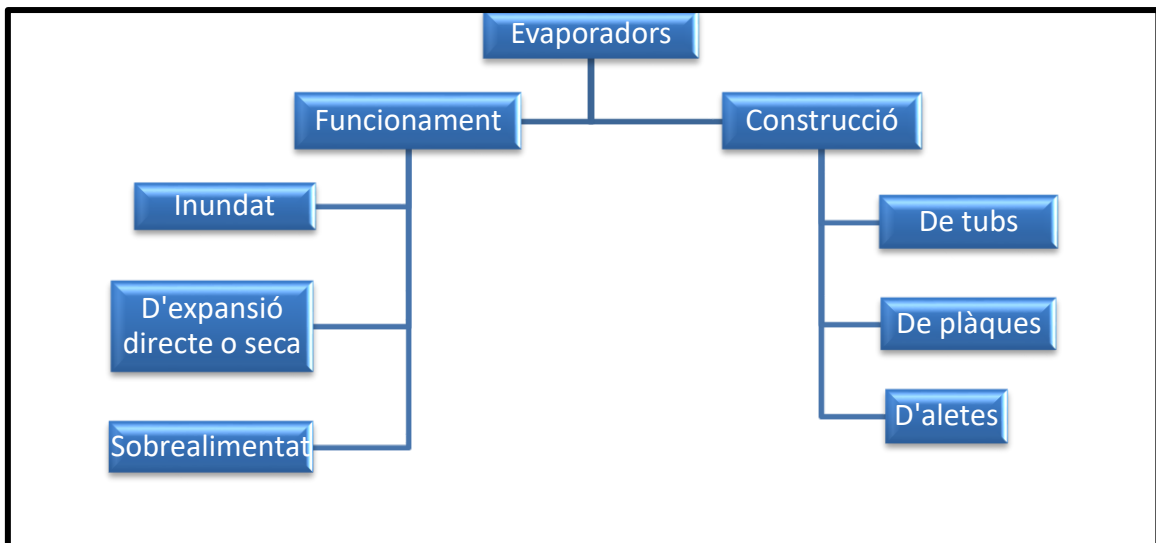 Evaporadors
Funcionament
Construcció
Inundat
D'expansió
directe o seca
Sobrealimentat
De tubs
De plàques
D'aletes